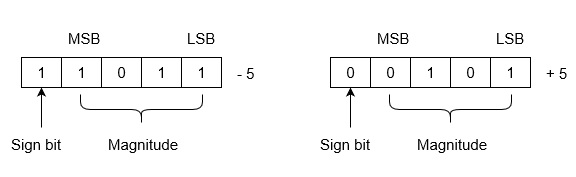 MSB LSB MSB LSB
1 1 0 1 1 - 5 0 0 1 0 1 + 5
Sign bit Magnitude Sign bit Magnitude